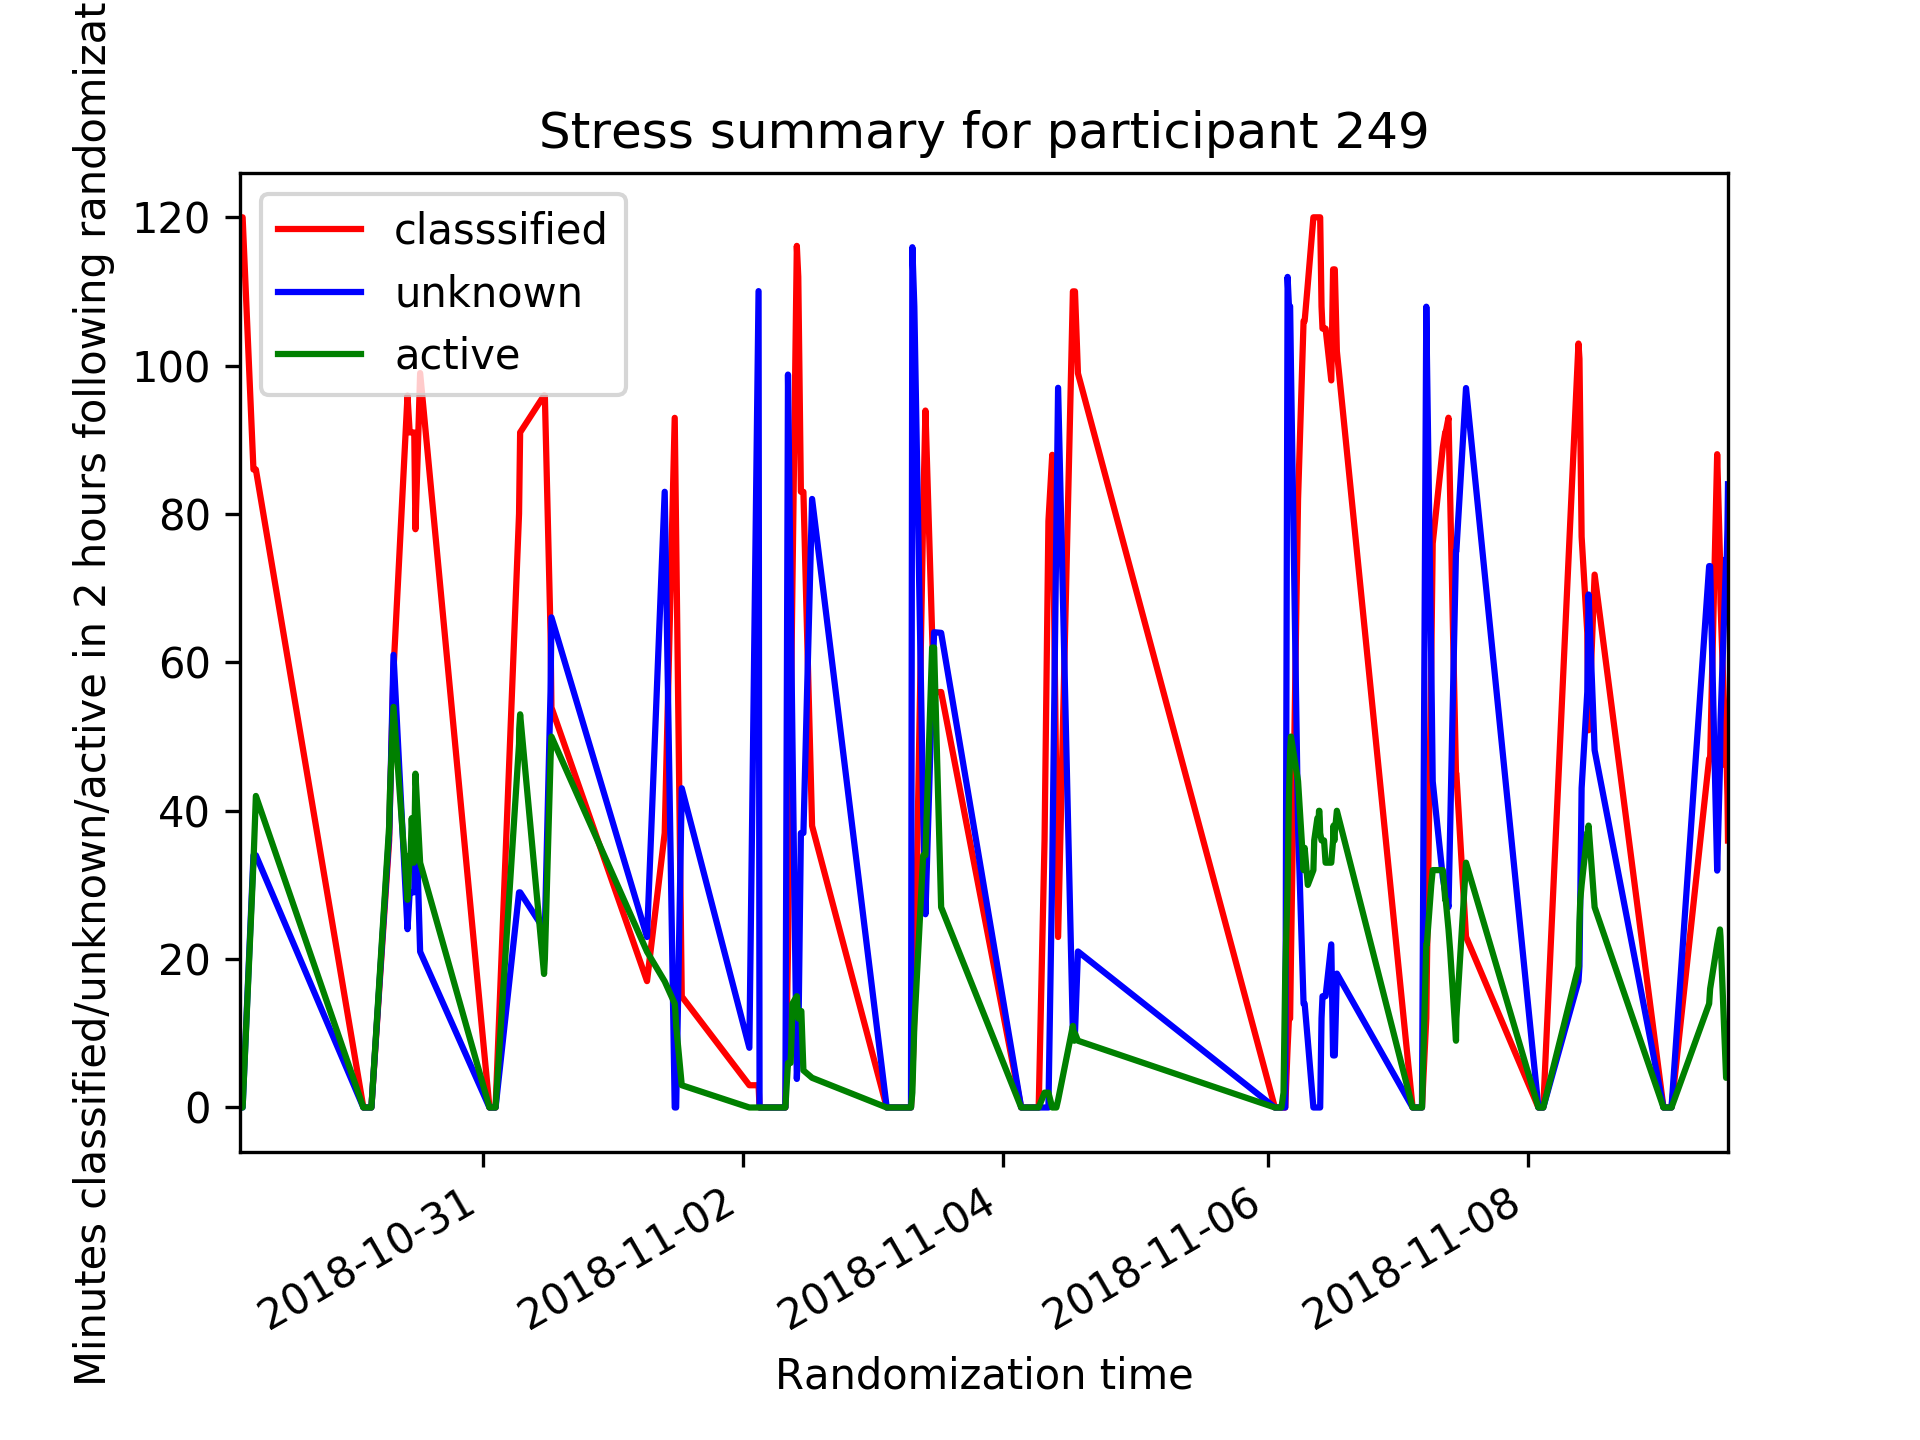 Stress summary for participant 249
Minutes classified/unknown/active in 2 hours following randomizat
120
100
80
60
40
20
0
classsified
unknown
active
2018-10-31
2018-11-02
2018-11-04
2018-11-06
2018-11-08
Randomization time